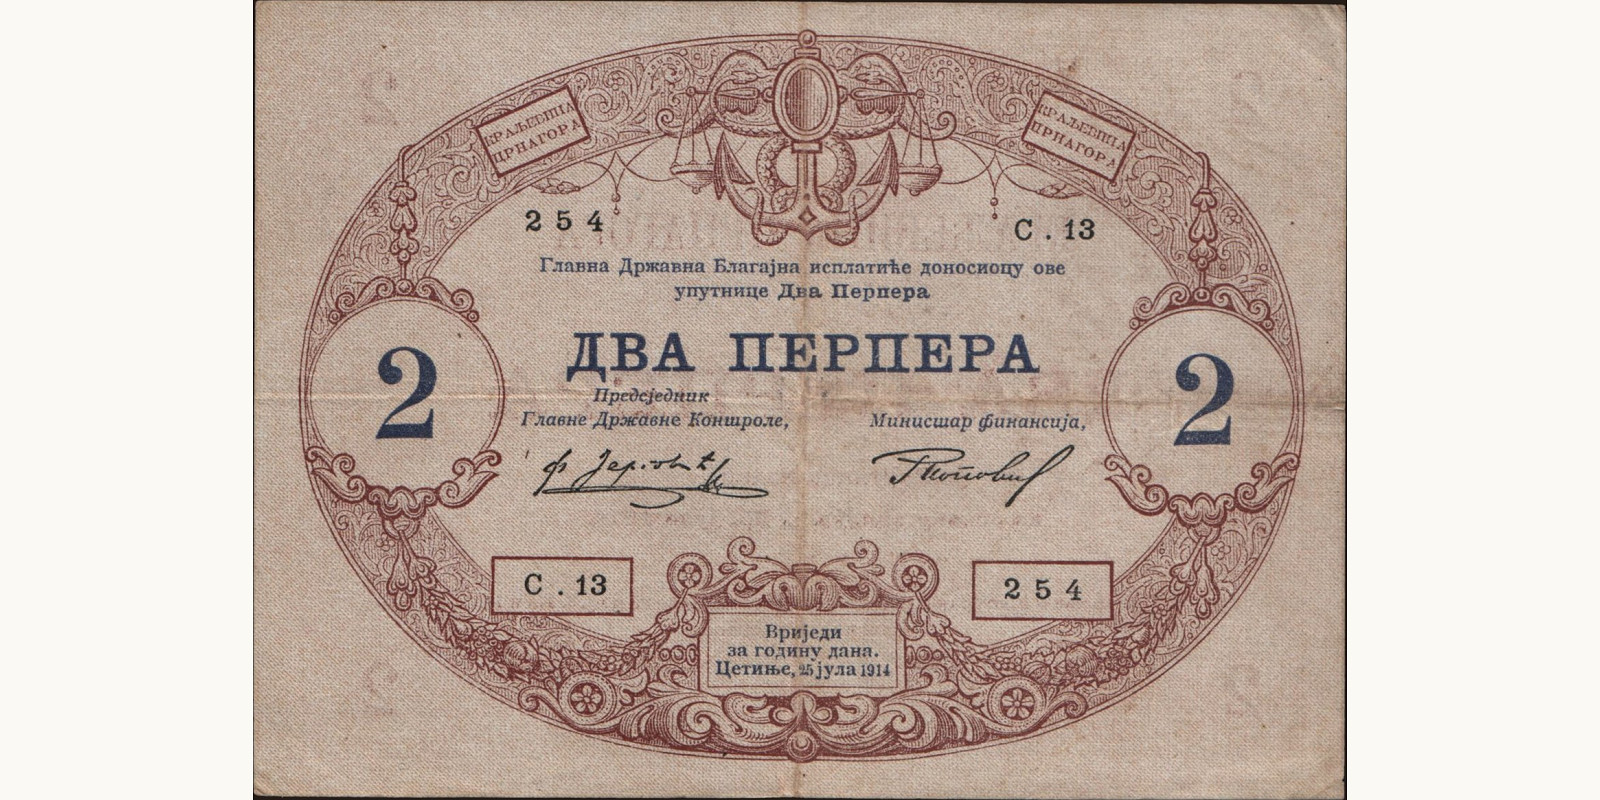 КРАЉЕВИНА
ЦРНАГОРА
КРАЉЕВИНА
ЦРНАГОРА
254
С. 13
Главна Државна Благајна исплатиће доносиоцу ове
упутнице Два Перпера
ДВА ПЕРПЕРА
2
2
Предсједник
Главне Државне Контроле,
Министар финансија,
С. 13
254
Вриједи
за годину дана.
Цетиње, 25 јула 1914